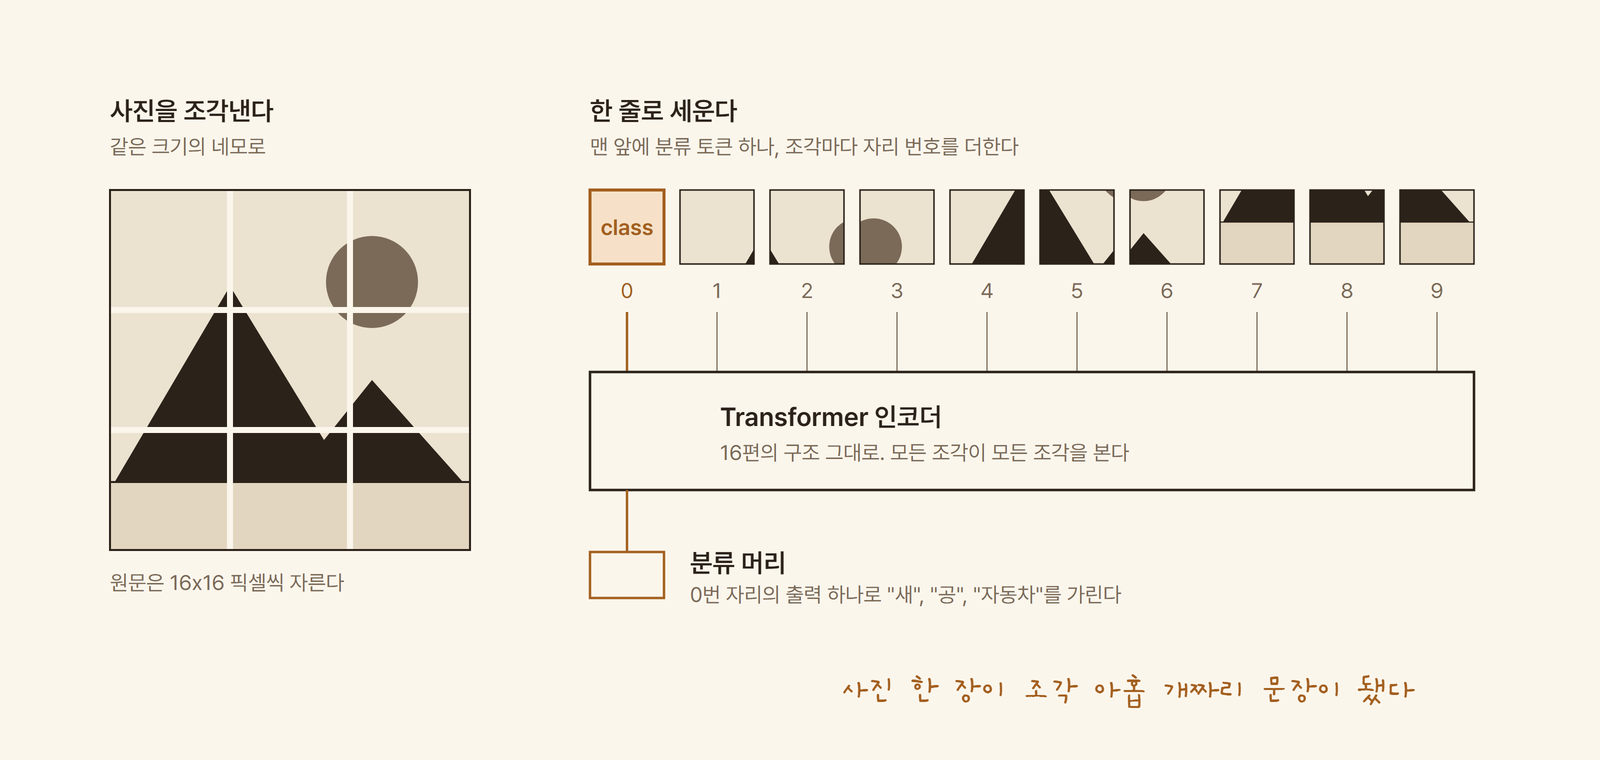 사진을 조각낸다
같은 크기의 네모로
원문은 16x16 픽셀씩 자른다
한 줄로 세운다
맨 앞에 분류 토큰 하나, 조각마다 자리 번호를 더한다
class
0 1 2 3 4 5 6 7 8 9
Transformer 인코더
16편의 구조 그대로. 모든 조각이 모든 조각을 본다
분류 머리
0번 자리의 출력 하나로 "새", "공", "자동차"를 가린다
사진 한 장이 조각 아홉 개짜리 문장이 됐다